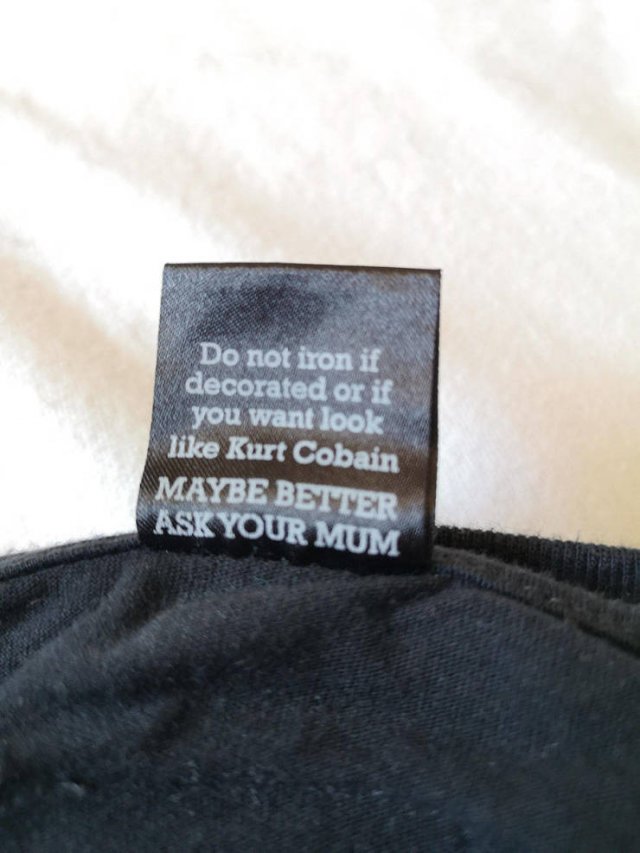 Do not iron if
decorated or if
you want look
like Kurt Cobain
MAYBE BETTER
ASK YOUR MUM